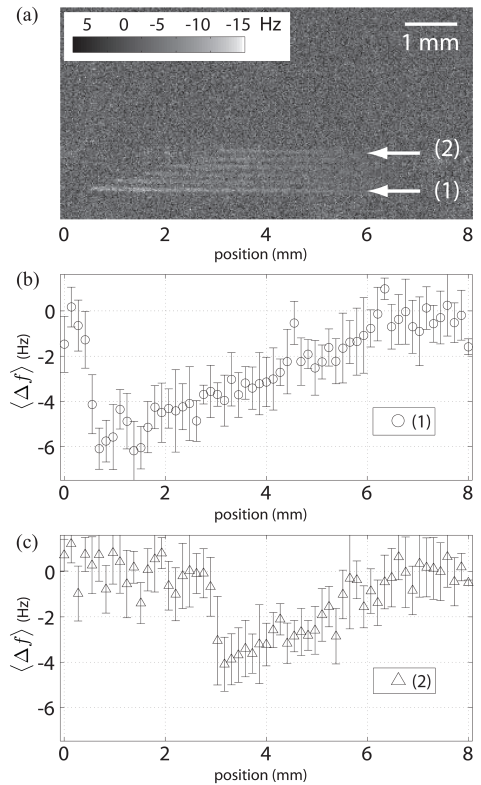 (a)
5 0 -5 -10 -15 Hz
1 mm
(2)
(1)
0 2 4 6 8
position (mm)
(b)
0
-2
-4
-6
⟨Δf⟩ (Hz)
(1)
0 2 4 6 8
position (mm)
(c)
0
-2
-4
-6
⟨Δf⟩ (Hz)
(2)
0 2 4 6 8
position (mm)